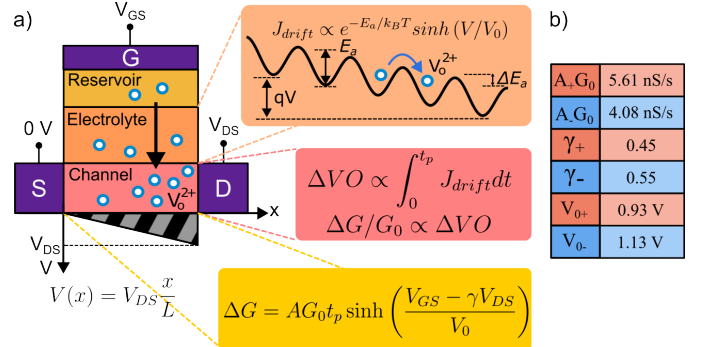 a)
V_GS
G
Reservoir
Electrolyte
Channel
V_o^2+
0 V
S
V_DS
D
x
V_DS
V
V(x) = V_DS x/L
J_drift ∝ e^(-E_a/k_BT) sinh (V/V_0)
E_a
V_o^2+
ΔE_a
qV
ΔVO ∝ ∫_0^t_p J_drift dt
ΔG/G_0 ∝ ΔVO
ΔG = AG_0 t_p sinh ((V_GS − γV_DS)/V_0)
b)
A_+G_0 5.61 nS/s
A_-G_0 4.08 nS/s
γ_+ 0.45
γ_- 0.55
V_0+ 0.93 V
V_0- 1.13 V